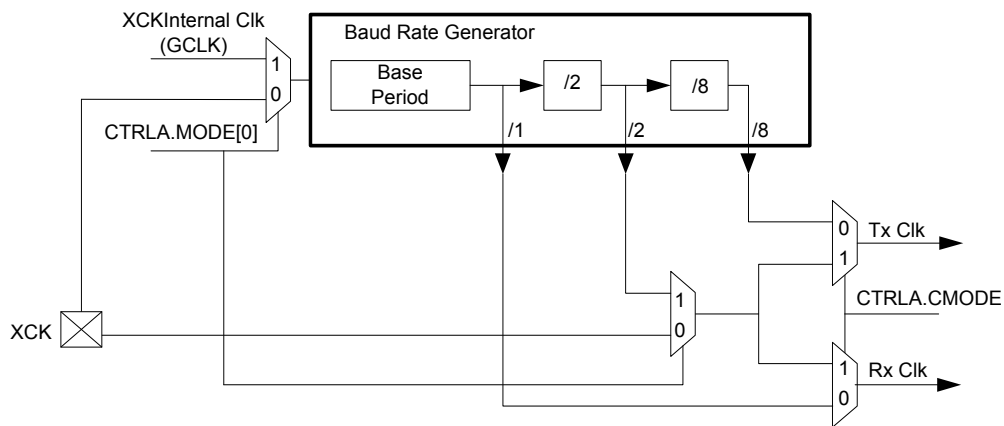 XCKInternal Clk
(GCLK)
Baud Rate Generator
1
0
Base
Period
/2
/8
CTRLA.MODE[0]
/1
/2
/8
0
1
Tx Clk
1
0
CTRLA.CMODE
XCK
1
0
Rx Clk